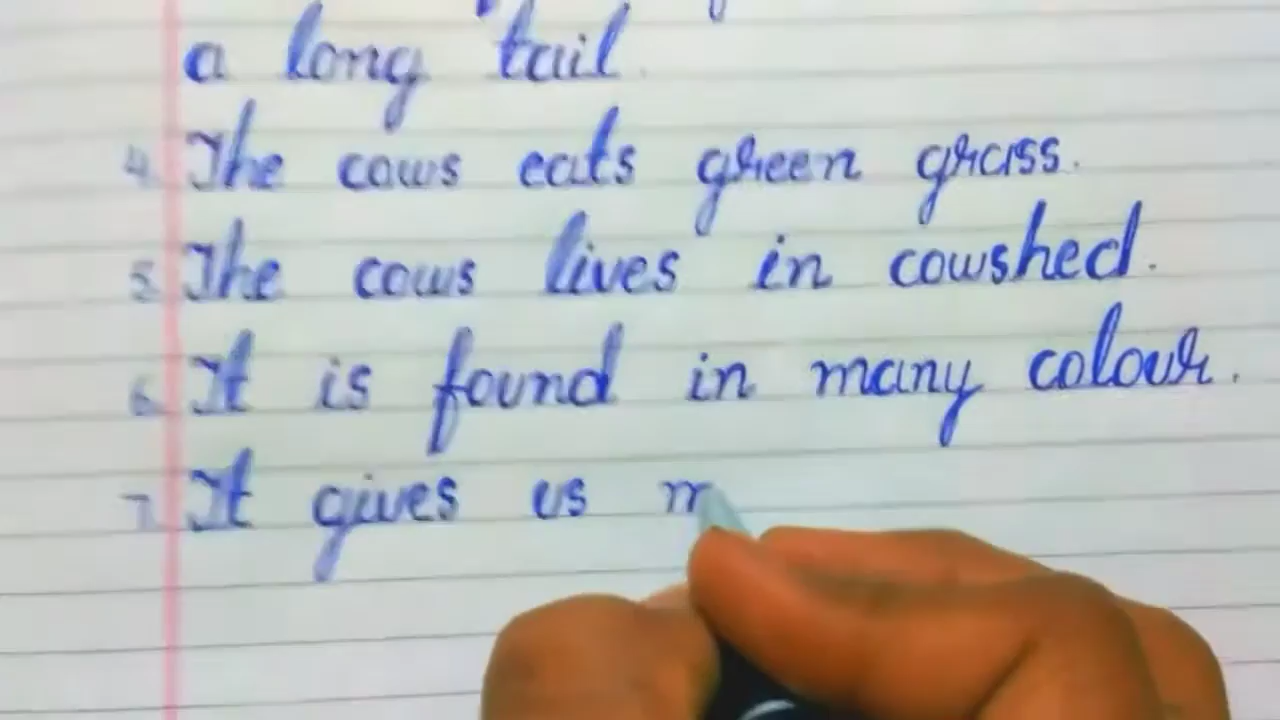 a long tail.
4. The cows eats green grass.
5. The cows lives in cowshed.
6. It is found in many colour.
7. It gives us m